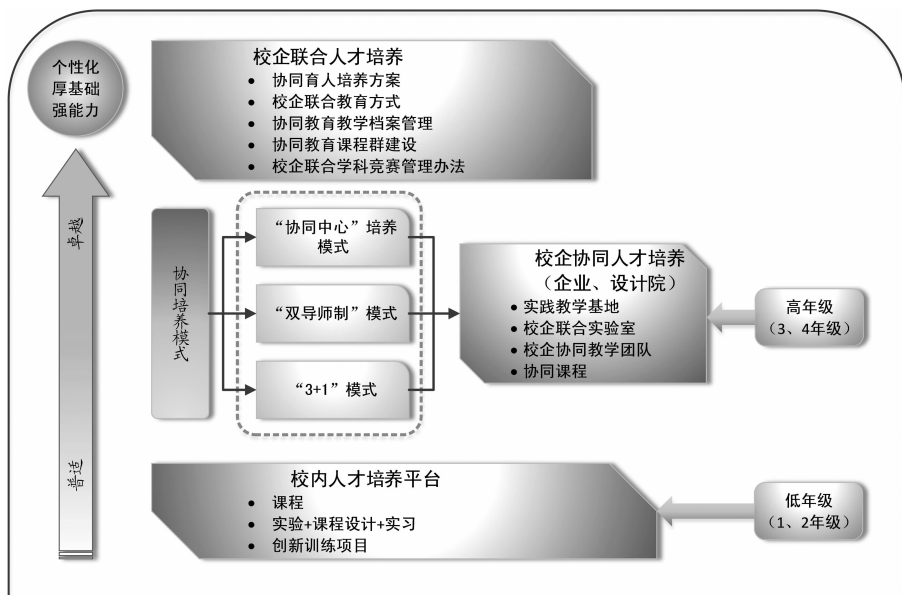 个性化
厚基础
强能力
校企联合人才培养
● 协同育人培养方案
● 校企联合教育方式
● 协同教育教学档案管理
● 协同教育课程群建设
● 校企联合学科竞赛管理办法
卓越
普适
协同培养模式
“协同中心”培养
模式
“双导师制”模式
“3+1”模式
校企协同人才培养
（企业、设计院）
● 实践教学基地
● 校企联合实验室
● 校企协同教学团队
● 协同课程
高年级
（3、4年级）
校内人才培养平台
● 课程
● 实验+课程设计+实习
● 创新训练项目
低年级
（1、2年级）